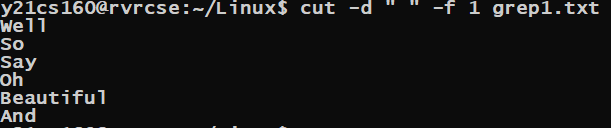 y21cs160@rvrcse:~/Linux$ cut -d " " -f 1 grep1.txt
Well
So
Say
Oh
Beautiful
And